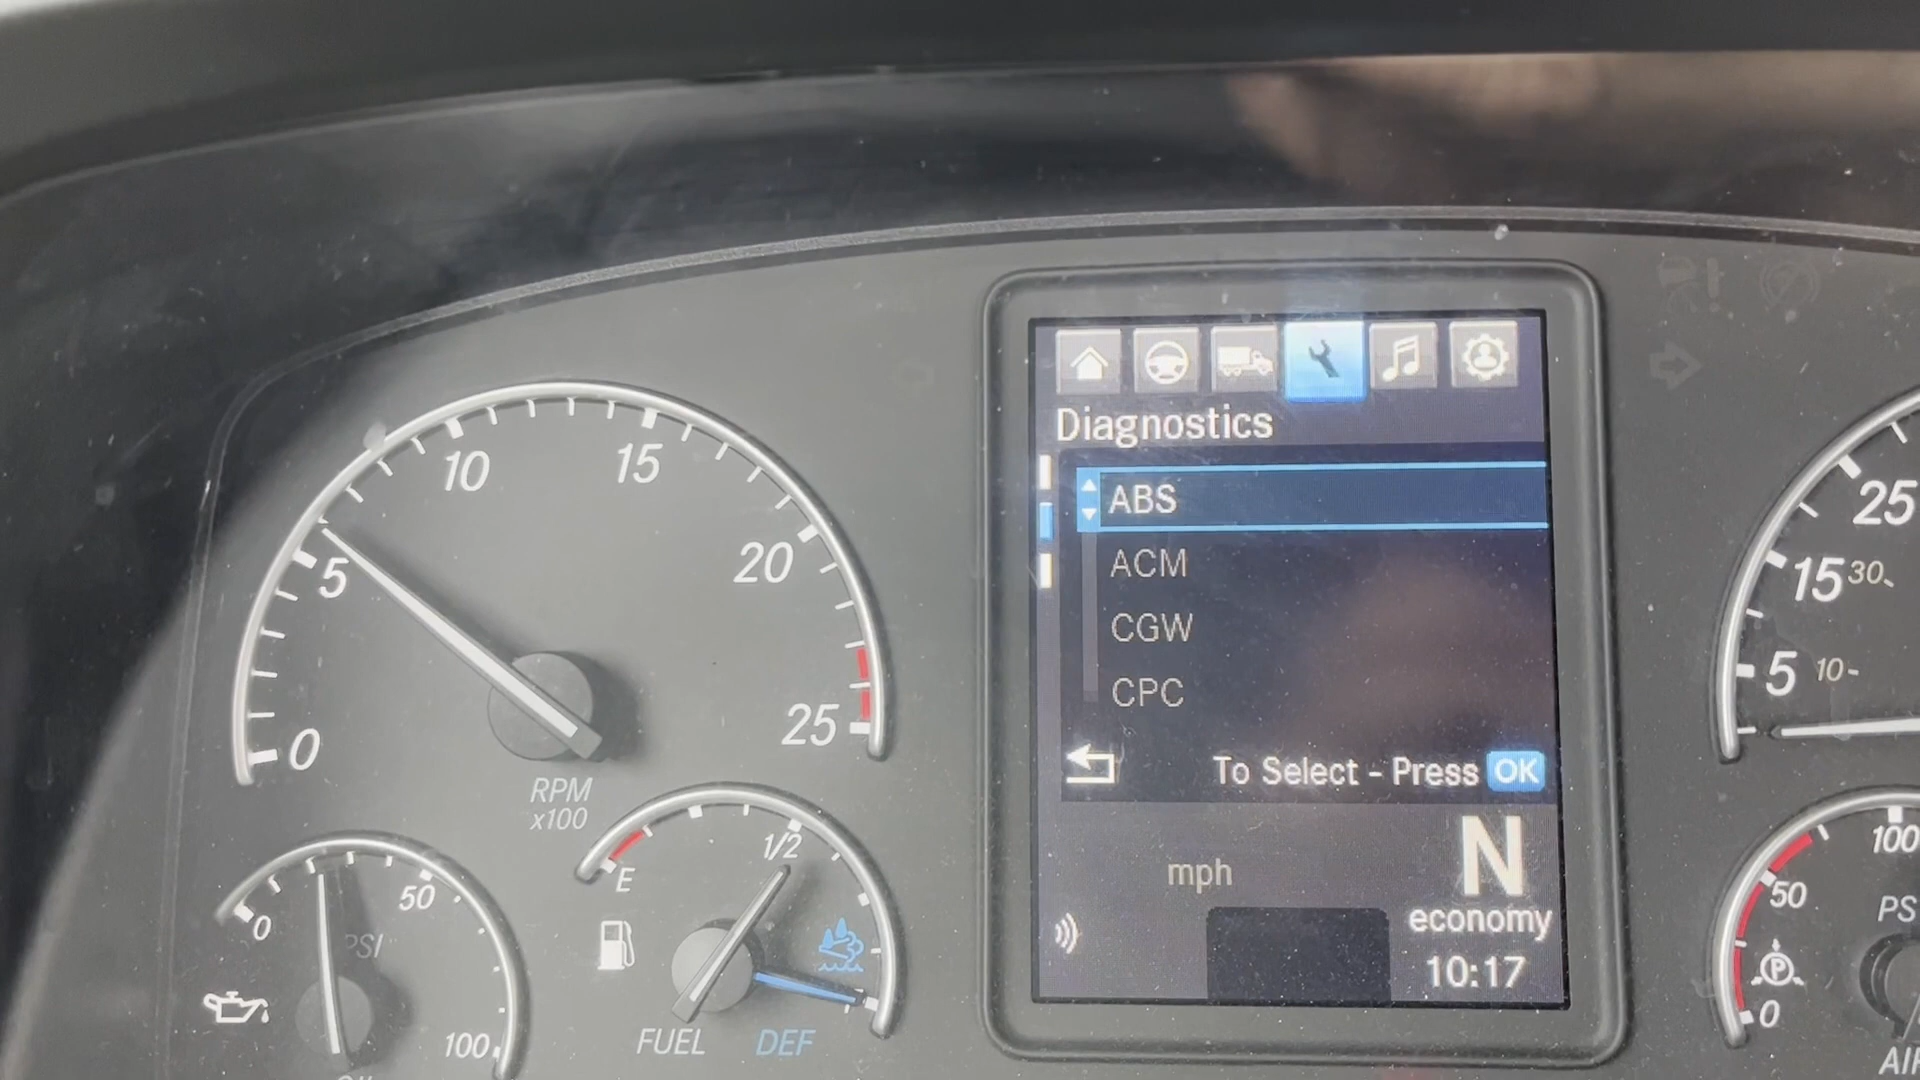 Diagnostics
ABS
ACM
CGW
CPC
To Select - Press OK
mph
N
economy
10:17
0
5
10
15
20
25
RPM
x100
0
50
100
PSI
E
1/2
FUEL
DEF
25
15
30
5
10
100
50
0
P